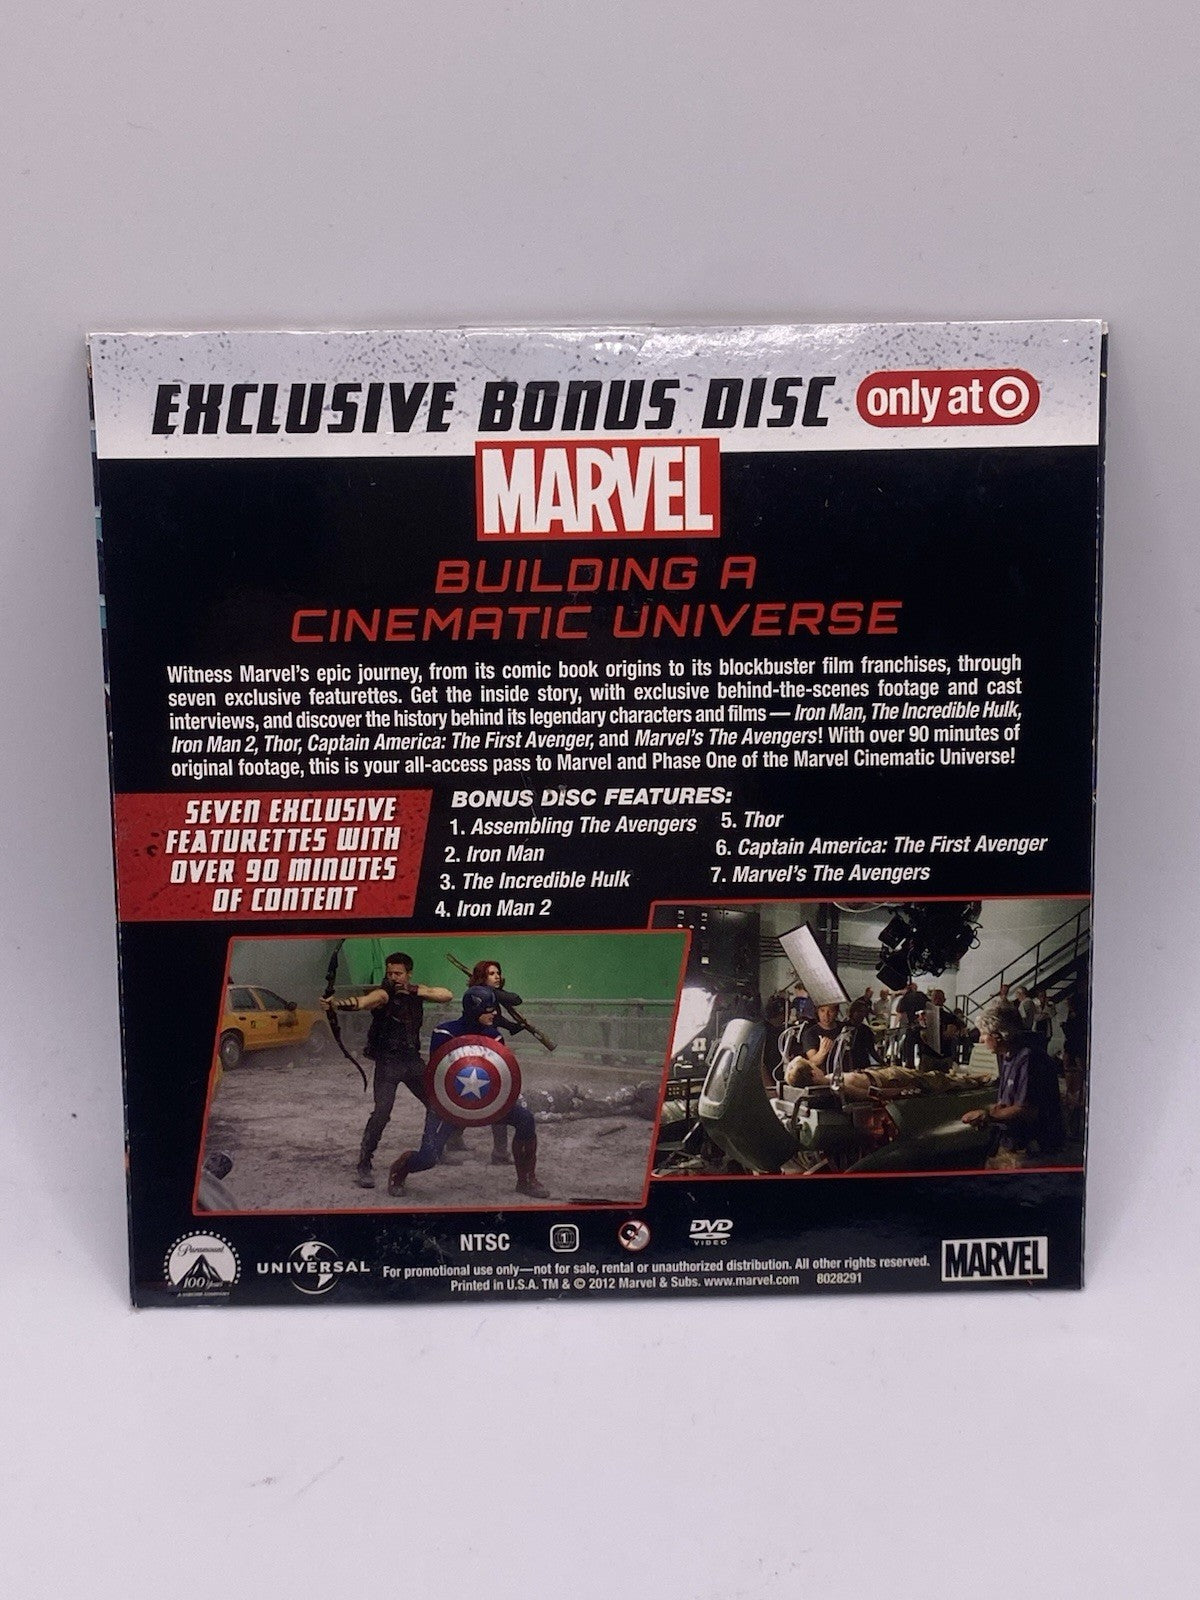 EXCLUSIVE BONUS DISC only at
MARVEL
BUILDING A
CINEMATIC UNIVERSE
Witness Marvel's epic journey, from its comic book origins to its blockbuster film franchises, through
seven exclusive featurettes. Get the inside story, with exclusive behind-the-scenes footage and cast
interviews, and discover the history behind its legendary characters and films — Iron Man, The Incredible Hulk,
Iron Man 2, Thor, Captain America: The First Avenger, and Marvel's The Avengers! With over 90 minutes of
original footage, this is your all-access pass to Marvel and Phase One of the Marvel Cinematic Universe!
SEVEN EXCLUSIVE
FEATURETTES WITH
OVER 90 MINUTES
OF CONTENT
BONUS DISC FEATURES:
1. Assembling The Avengers
2. Iron Man
3. The Incredible Hulk
4. Iron Man 2
5. Thor
6. Captain America: The First Avenger
7. Marvel's The Avengers
Paramount
100 Years
A VIACOM COMPANY
UNIVERSAL
NTSC
1
DVD
VIDEO
For promotional use only—not for sale, rental or unauthorized distribution. All other rights reserved.
Printed in U.S.A. TM & © 2012 Marvel & Subs. www.marvel.com 8028291
MARVEL